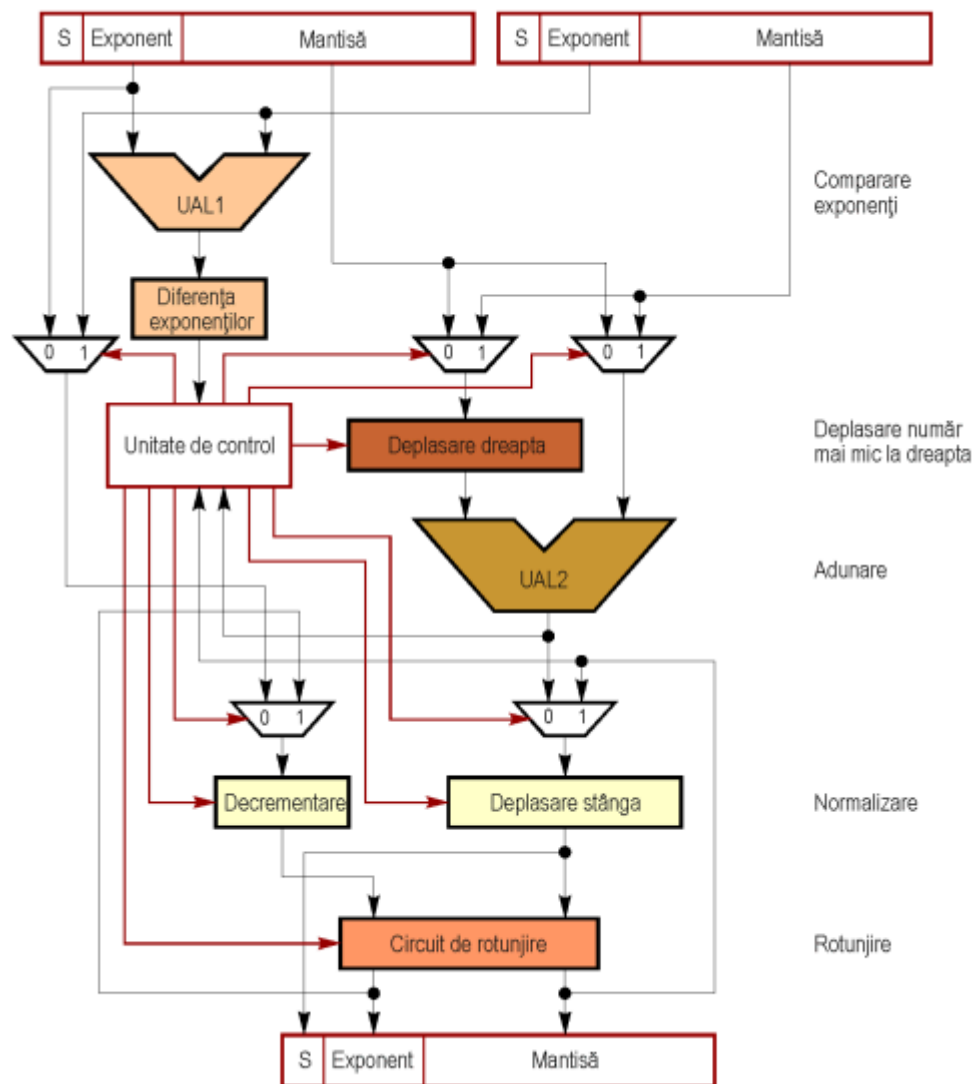 S Exponent Mantisă
S Exponent Mantisă
UAL1
Comparare
exponenţi
Diferenţa
exponenţilor
0 1
0 1
0 1
Unitate de control
Deplasare dreapta
Deplasare număr
mai mic la dreapta
UAL2
Adunare
0 1
0 1
Decrementare
Deplasare stânga
Normalizare
Circuit de rotunjire
Rotunjire
S Exponent Mantisă